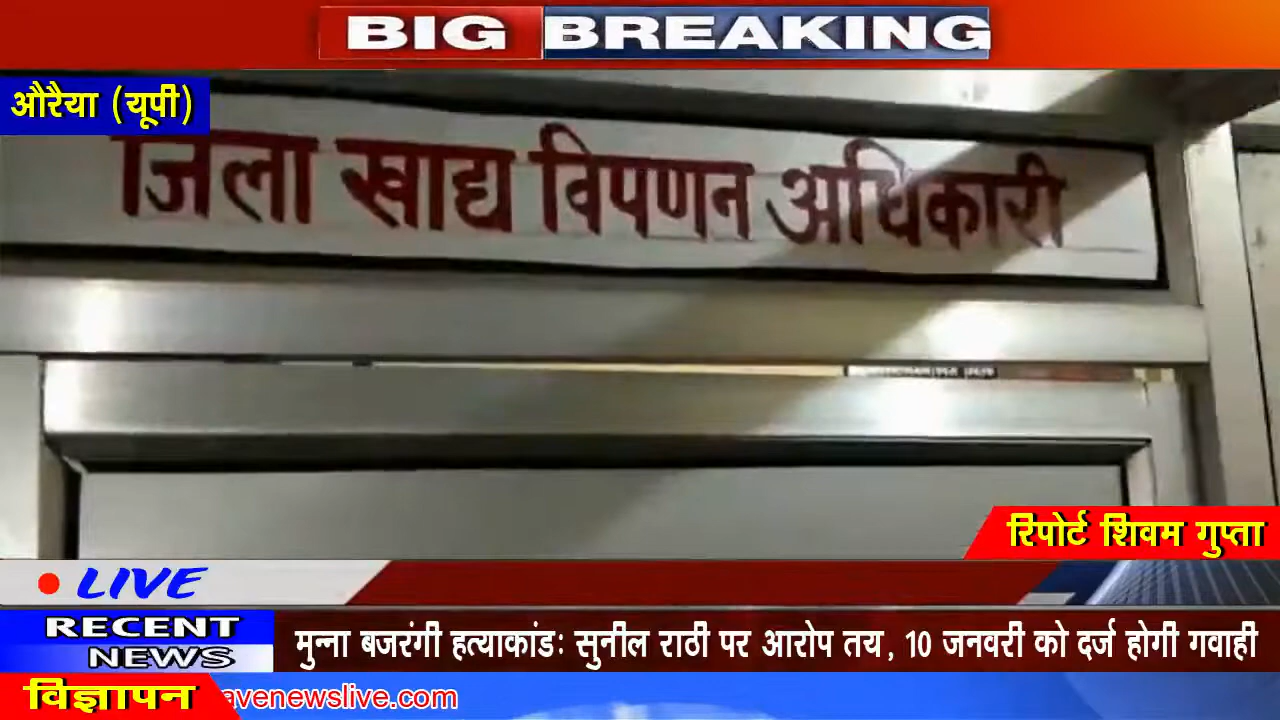 BIG BREAKING
औरैया (यूपी)
जिला खाद्य विपणन अधिकारी
रिपोर्ट शिवम गुप्ता
LIVE
RECENT NEWS
मुन्ना बजरंगी हत्याकांड: सुनील राठी पर आरोप तय, 10 जनवरी को दर्ज होगी गवाही
विज्ञापन
avenewslive.com